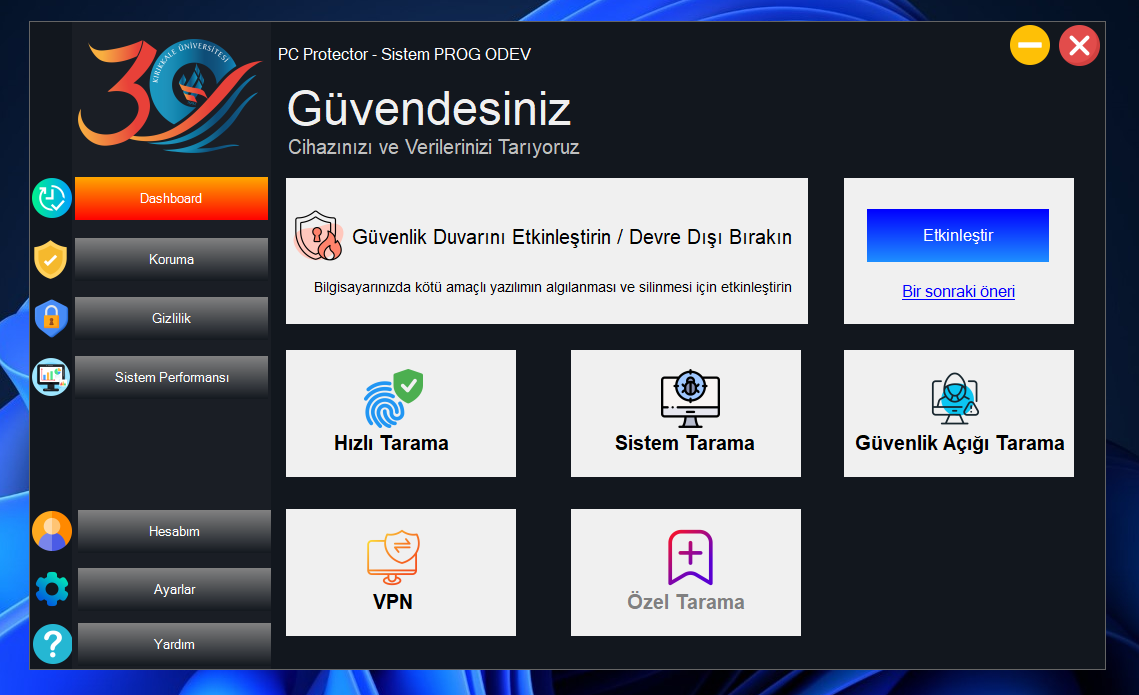 KIRIKKALE ÜNİVERSİTESİ
30
PC Protector - Sistem PROG ODEV
Güvendesiniz
Cihazınızı ve Verilerinizi Tarıyoruz
Dashboard
Koruma
Gizlilik
Sistem Performansı
Hesabım
Ayarlar
Yardım
Güvenlik Duvarını Etkinleştirin / Devre Dışı Bırakın
Bilgisayarınızda kötü amaçlı yazılımın algılanması ve silinmesi için etkinleştirin
Etkinleştir
Bir sonraki öneri
Hızlı Tarama
Sistem Tarama
Güvenlik Açığı Tarama
VPN
Özel Tarama